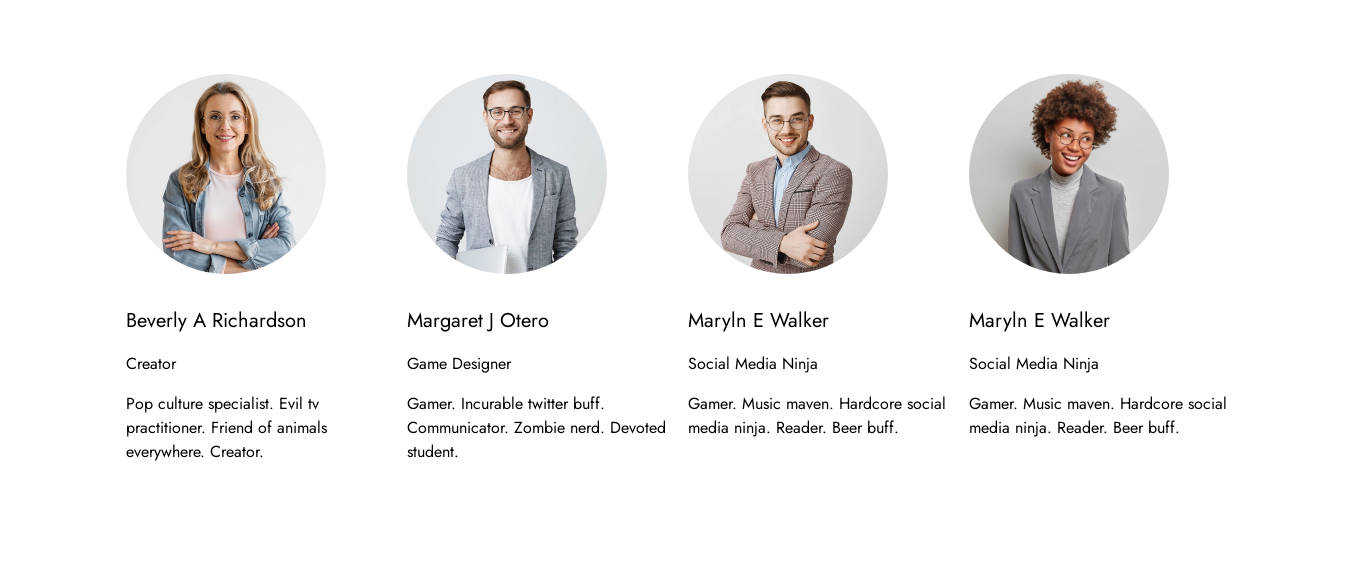 Beverly A Richardson
Creator
Pop culture specialist. Evil tv
practitioner. Friend of animals
everywhere. Creator.
Margaret J Otero
Game Designer
Gamer. Incurable twitter buff.
Communicator. Zombie nerd. Devoted
student.
Maryln E Walker
Social Media Ninja
Gamer. Music maven. Hardcore social
media ninja. Reader. Beer buff.
Maryln E Walker
Social Media Ninja
Gamer. Music maven. Hardcore social
media ninja. Reader. Beer buff.